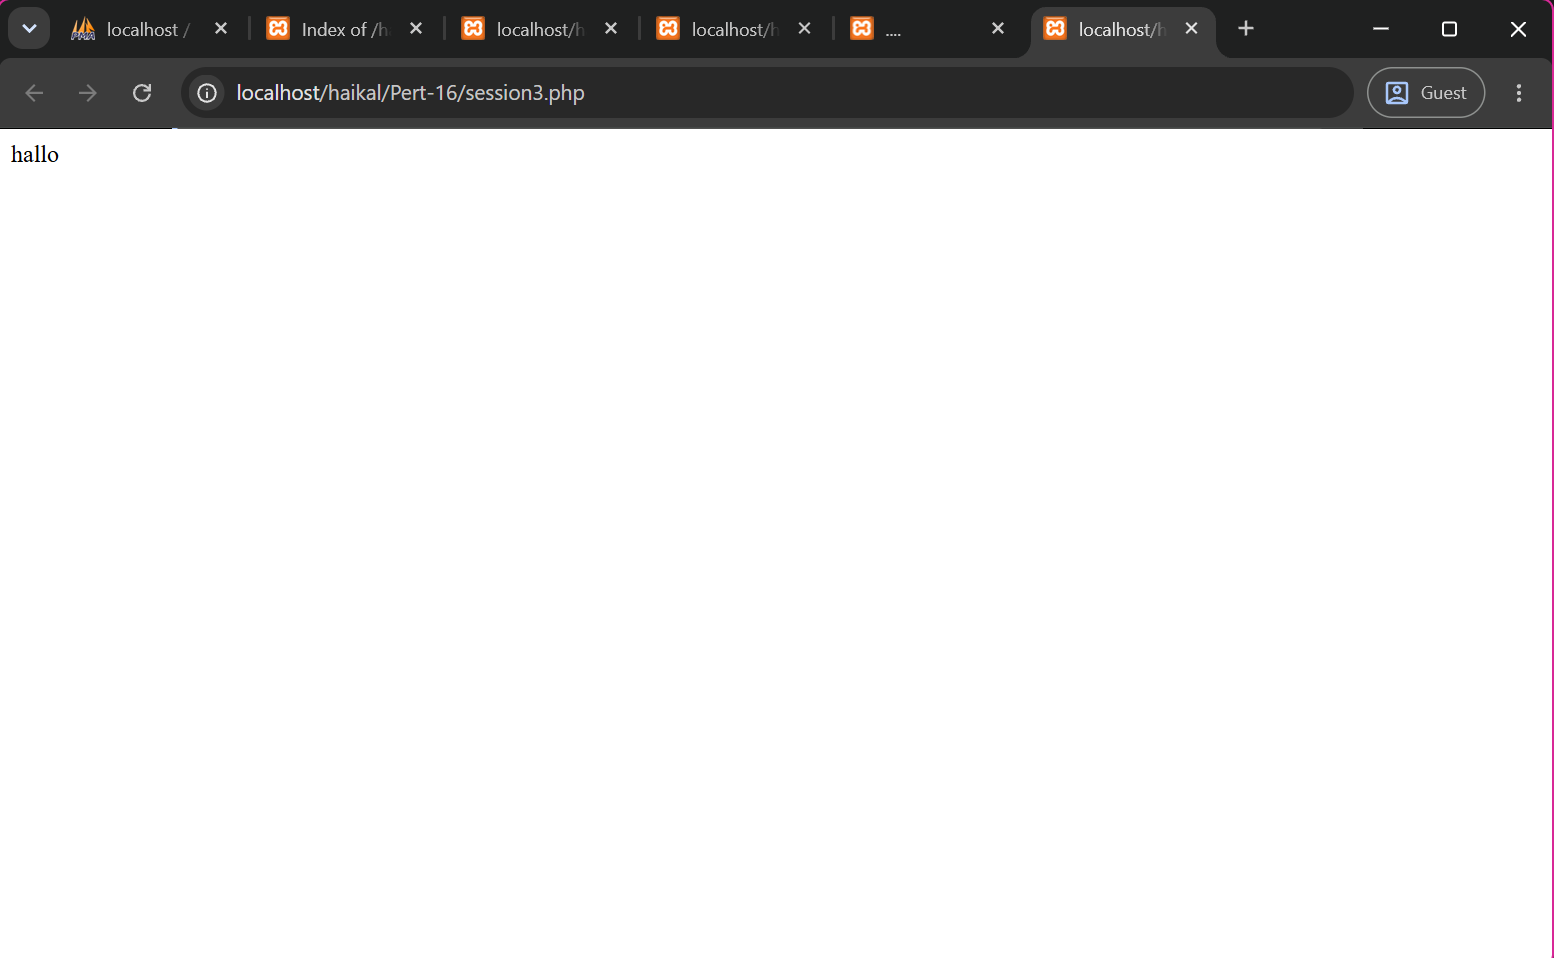 localhost /
Index of /h
localhost/h
localhost/h
....
localhost/h
localhost/haikal/Pert-16/session3.php
Guest
hallo